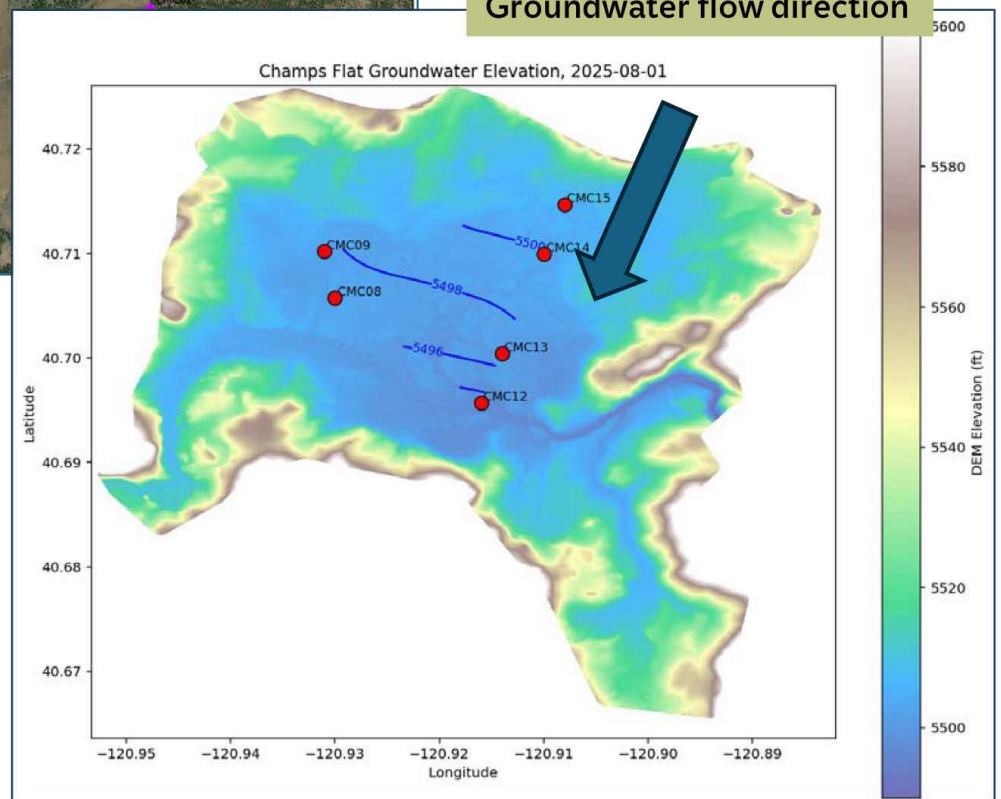 Groundwater flow direction
Champs Flat Groundwater Elevation, 2025-08-01
5600
5580
5560
5540
5520
5500
DEM Elevation (ft)
40.72
40.71
40.70
40.69
40.68
40.67
Latitude
CMC15
CMC14
CMC09
CMC08
CMC13
CMC12
5500
5498
5496
−120.95
−120.94
−120.93
−120.92
−120.91
−120.90
−120.89
Longitude